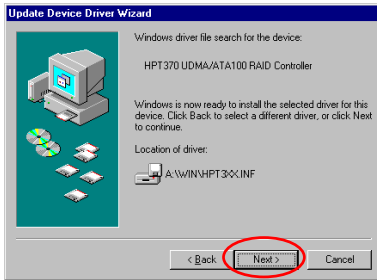 Update Device Driver Wizard
Windows driver file search for the device:
HPT370 UDMA/ATA100 RAID Controller
Windows is now ready to install the selected driver for this
device. Click Back to select a different driver, or click Next
to continue.
Location of driver:
A:\WIN\HPT3XX.INF
< Back
Next >
Cancel